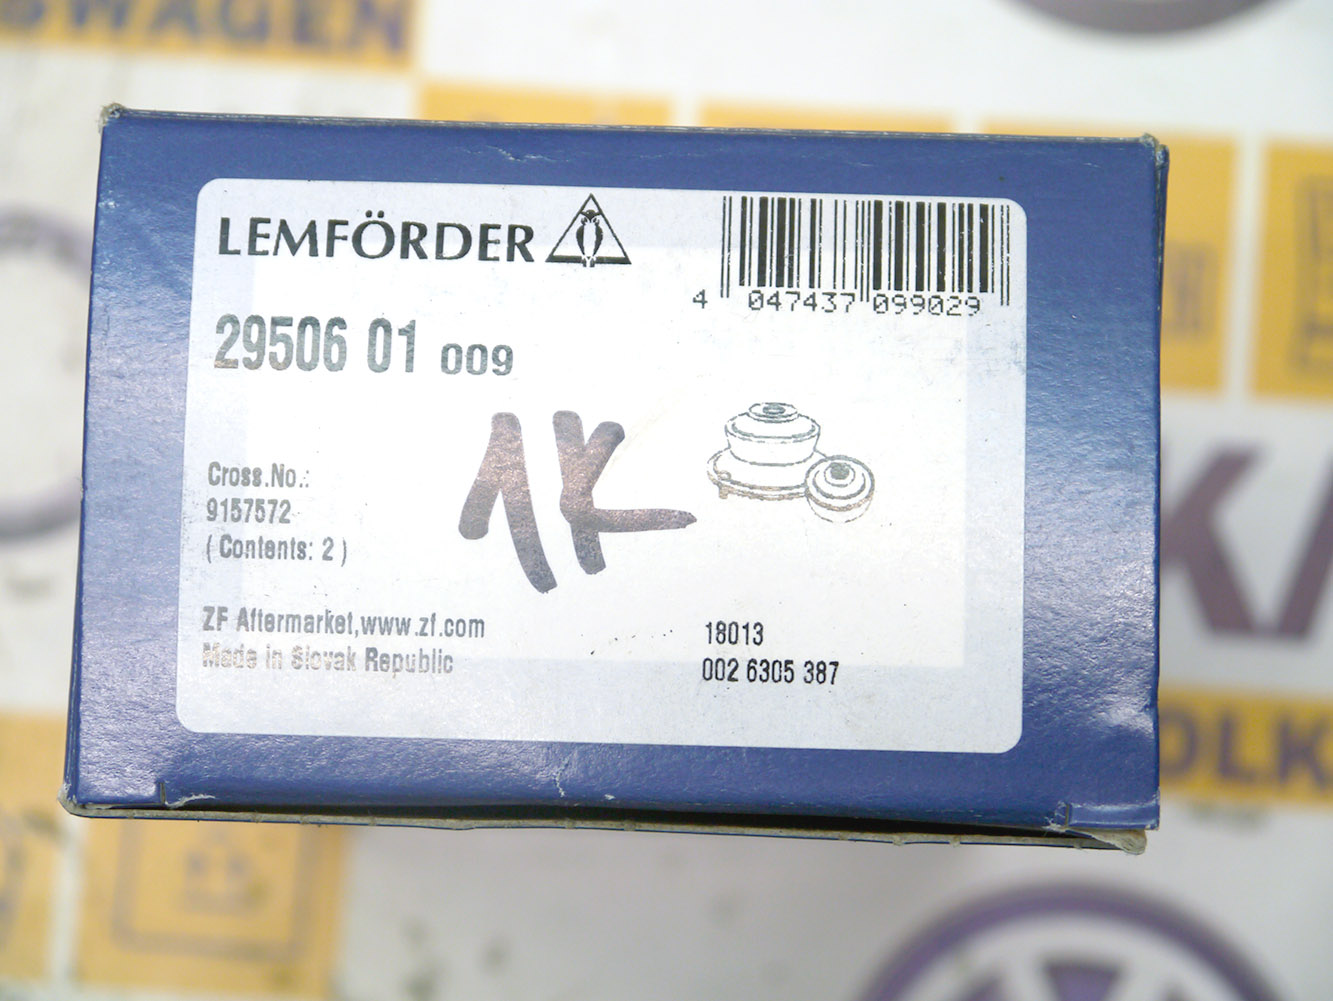 SWAGEN
LEMFÖRDER
4 047437 099029
29506 01 009
1K
Cross.No.:
9157572
( Contents: 2 )
ZF Aftermarket,www.zf.com
Made in Slovak Republic
18013
002 6305 387
OLK